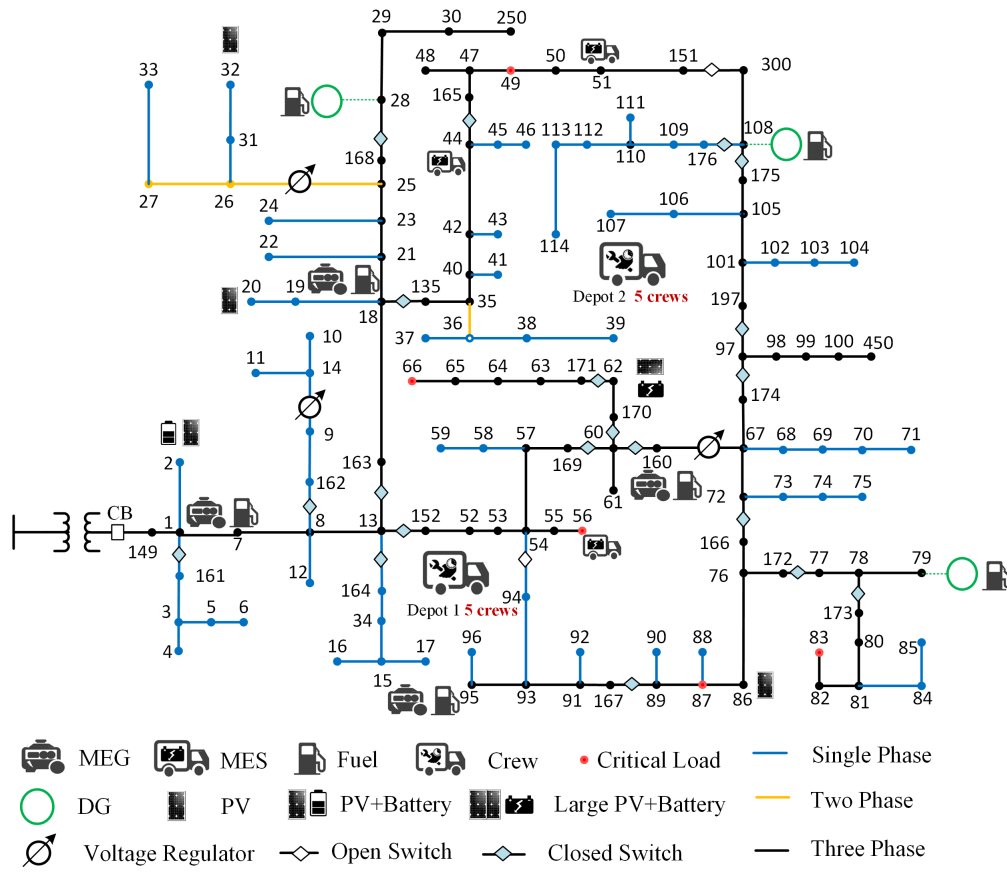 29 30 250
48 47 50 151 300
33 32 49 51
165
28 111
44 45 46 113 112 109 108
31 110 176
168 175
25
27 26
24 23 43 107 106 105
42 114
22 21 41 101 102 103 104
40
Depot 2 5 crews
20 19 135 35 197
18
37 36 38 39
10 97 98 99 100 450
11 14 66 65 64 63 171 62
174
170
9 59 58 57 60 67 68 69 70 71
169 160
2 163
162 61 72 73 74 75
CB
1 8 13 152 52 53 55 56 166
149 7 54
161 12 164 94 76 172 77 78 79
Depot 1 5 crews
173
3 5 6 34 83 80 85
4 16 17 96 92 90 88
15 95 93 91 167 89 87 86 82 81 84
MEG MES Fuel Crew Critical Load Single Phase
DG PV PV+Battery Large PV+Battery Two Phase
Voltage Regulator Open Switch Closed Switch Three Phase